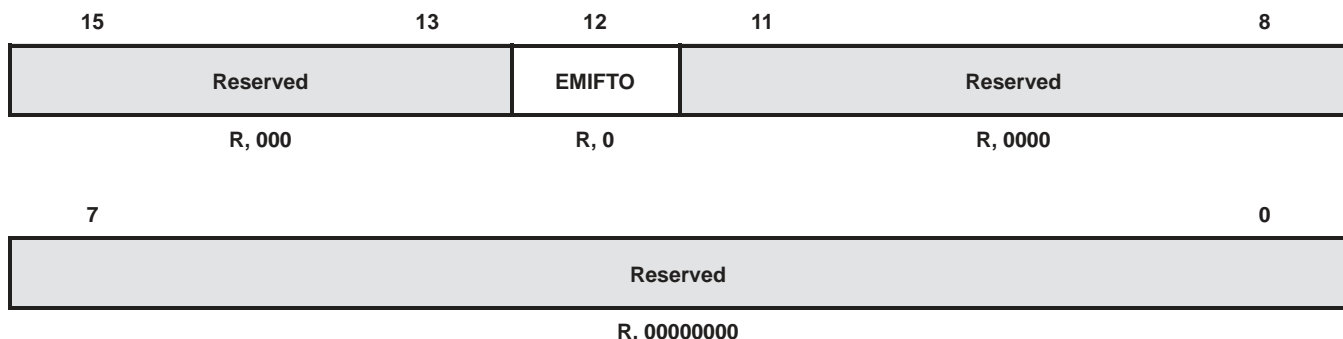 15 13 12 11 8
Reserved EMIFTO Reserved
R, 000 R, 0 R, 0000
7 0
Reserved
R, 00000000